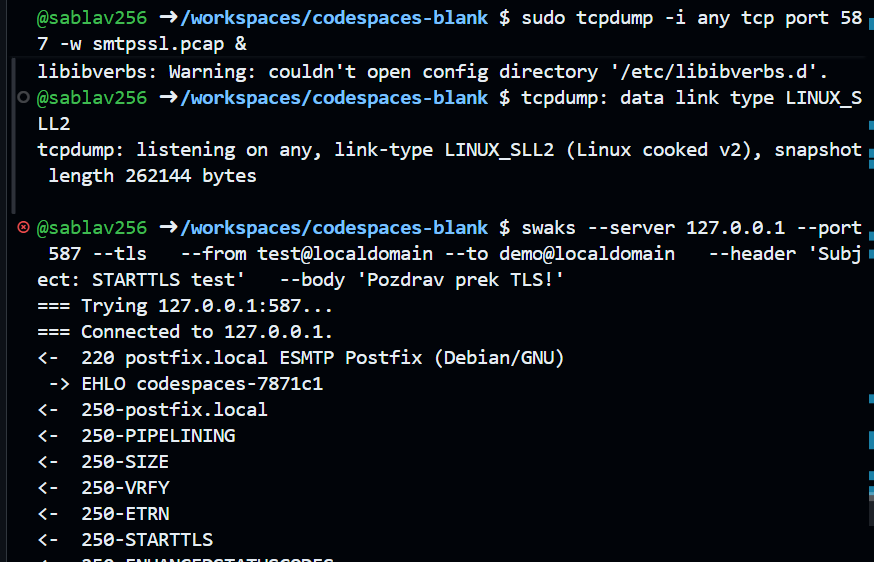 @sablav256 ➜/workspaces/codespaces-blank $ sudo tcpdump -i any tcp port 58
7 -w smtpssl.pcap &
libibverbs: Warning: couldn't open config directory '/etc/libibverbs.d'.
@sablav256 ➜/workspaces/codespaces-blank $ tcpdump: data link type LINUX_S
LL2
tcpdump: listening on any, link-type LINUX_SLL2 (Linux cooked v2), snapshot
 length 262144 bytes
@sablav256 ➜/workspaces/codespaces-blank $ swaks --server 127.0.0.1 --port
 587 --tls   --from test@localdomain --to demo@localdomain   --header 'Subj
ect: STARTTLS test'   --body 'Pozdrav prek TLS!'
=== Trying 127.0.0.1:587...
=== Connected to 127.0.0.1.
<-  220 postfix.local ESMTP Postfix (Debian/GNU)
 -> EHLO codespaces-7871c1
<-  250-postfix.local
<-  250-PIPELINING
<-  250-SIZE
<-  250-VRFY
<-  250-ETRN
<-  250-STARTTLS
<-  250-ENHANCEDSTATUSCODES